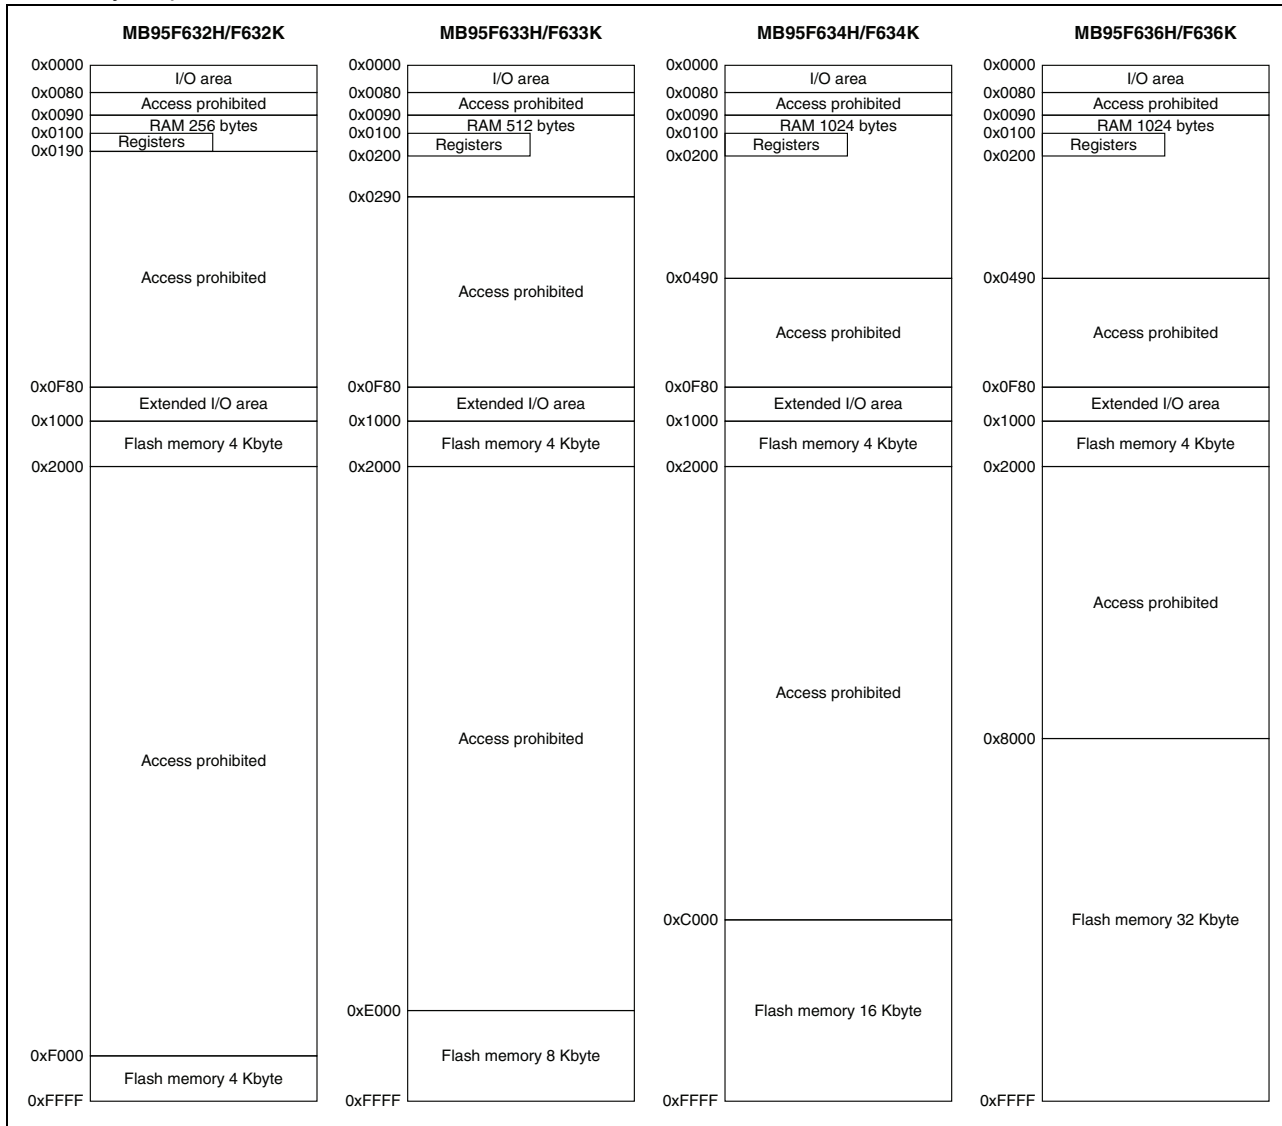 MB95F632H/F632K
0x0000
I/O area
0x0080
Access prohibited
0x0090
RAM 256 bytes
0x0100
Registers
0x0190
Access prohibited
0x0F80
Extended I/O area
0x1000
Flash memory 4 Kbyte
0x2000
Access prohibited
0xF000
Flash memory 4 Kbyte
0xFFFF
MB95F633H/F633K
0x0000
I/O area
0x0080
Access prohibited
0x0090
RAM 512 bytes
0x0100
Registers
0x0200
0x0290
Access prohibited
0x0F80
Extended I/O area
0x1000
Flash memory 4 Kbyte
0x2000
Access prohibited
0xE000
Flash memory 8 Kbyte
0xFFFF
MB95F634H/F634K
0x0000
I/O area
0x0080
Access prohibited
0x0090
RAM 1024 bytes
0x0100
Registers
0x0200
0x0490
Access prohibited
0x0F80
Extended I/O area
0x1000
Flash memory 4 Kbyte
0x2000
Access prohibited
0xC000
Flash memory 16 Kbyte
0xFFFF
MB95F636H/F636K
0x0000
I/O area
0x0080
Access prohibited
0x0090
RAM 1024 bytes
0x0100
Registers
0x0200
0x0490
Access prohibited
0x0F80
Extended I/O area
0x1000
Flash memory 4 Kbyte
0x2000
Access prohibited
0x8000
Flash memory 32 Kbyte
0xFFFF